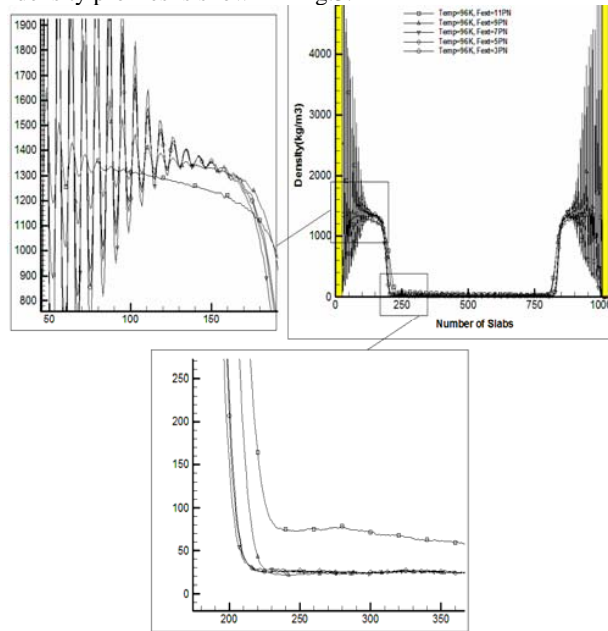 Temp=96K, Fext=11PN
Temp=96K, Fext=9PN
Temp=96K, Fext=7PN
Temp=96K, Fext=5PN
Temp=96K, Fext=3PN
1900
1800
1700
1600
1500
1400
1300
1200
1100
1000
900
800
50 100 150
Density(kg/m3)
4000
3000
2000
1000
0
0 250 500 750 1000
Number of Slabs
250
200
150
100
50
0
200 250 300 350